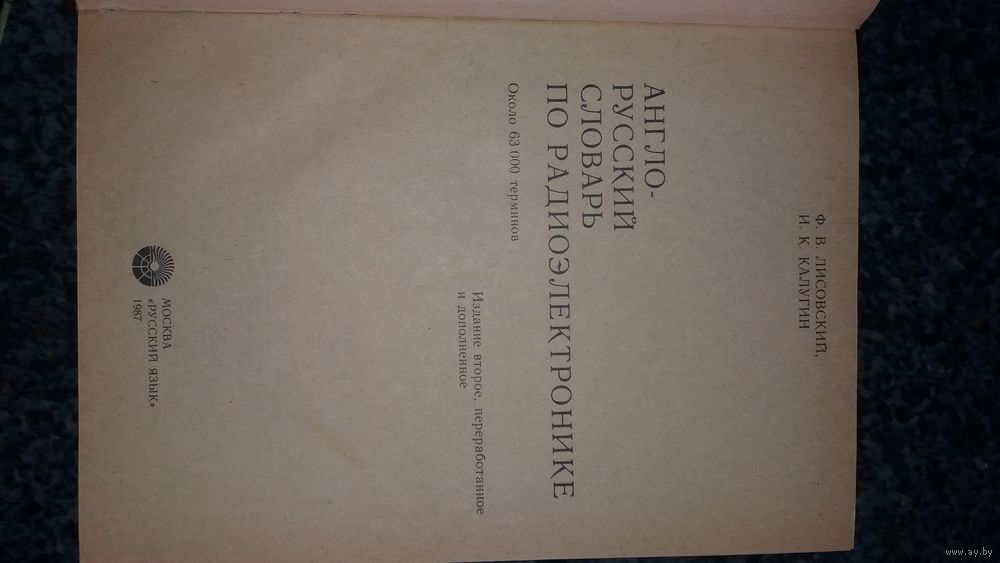 Ф. В. ЛИСОВСКИЙ,
И. К. КАЛУГИН
АНГЛО-
РУССКИЙ
СЛОВАРЬ
ПО РАДИОЭЛЕКТРОНИКЕ
Около 63 000 терминов
Издание второе, переработанное
и дополненное
МОСКВА
«РУССКИЙ ЯЗЫК»
1987
www.ay.by